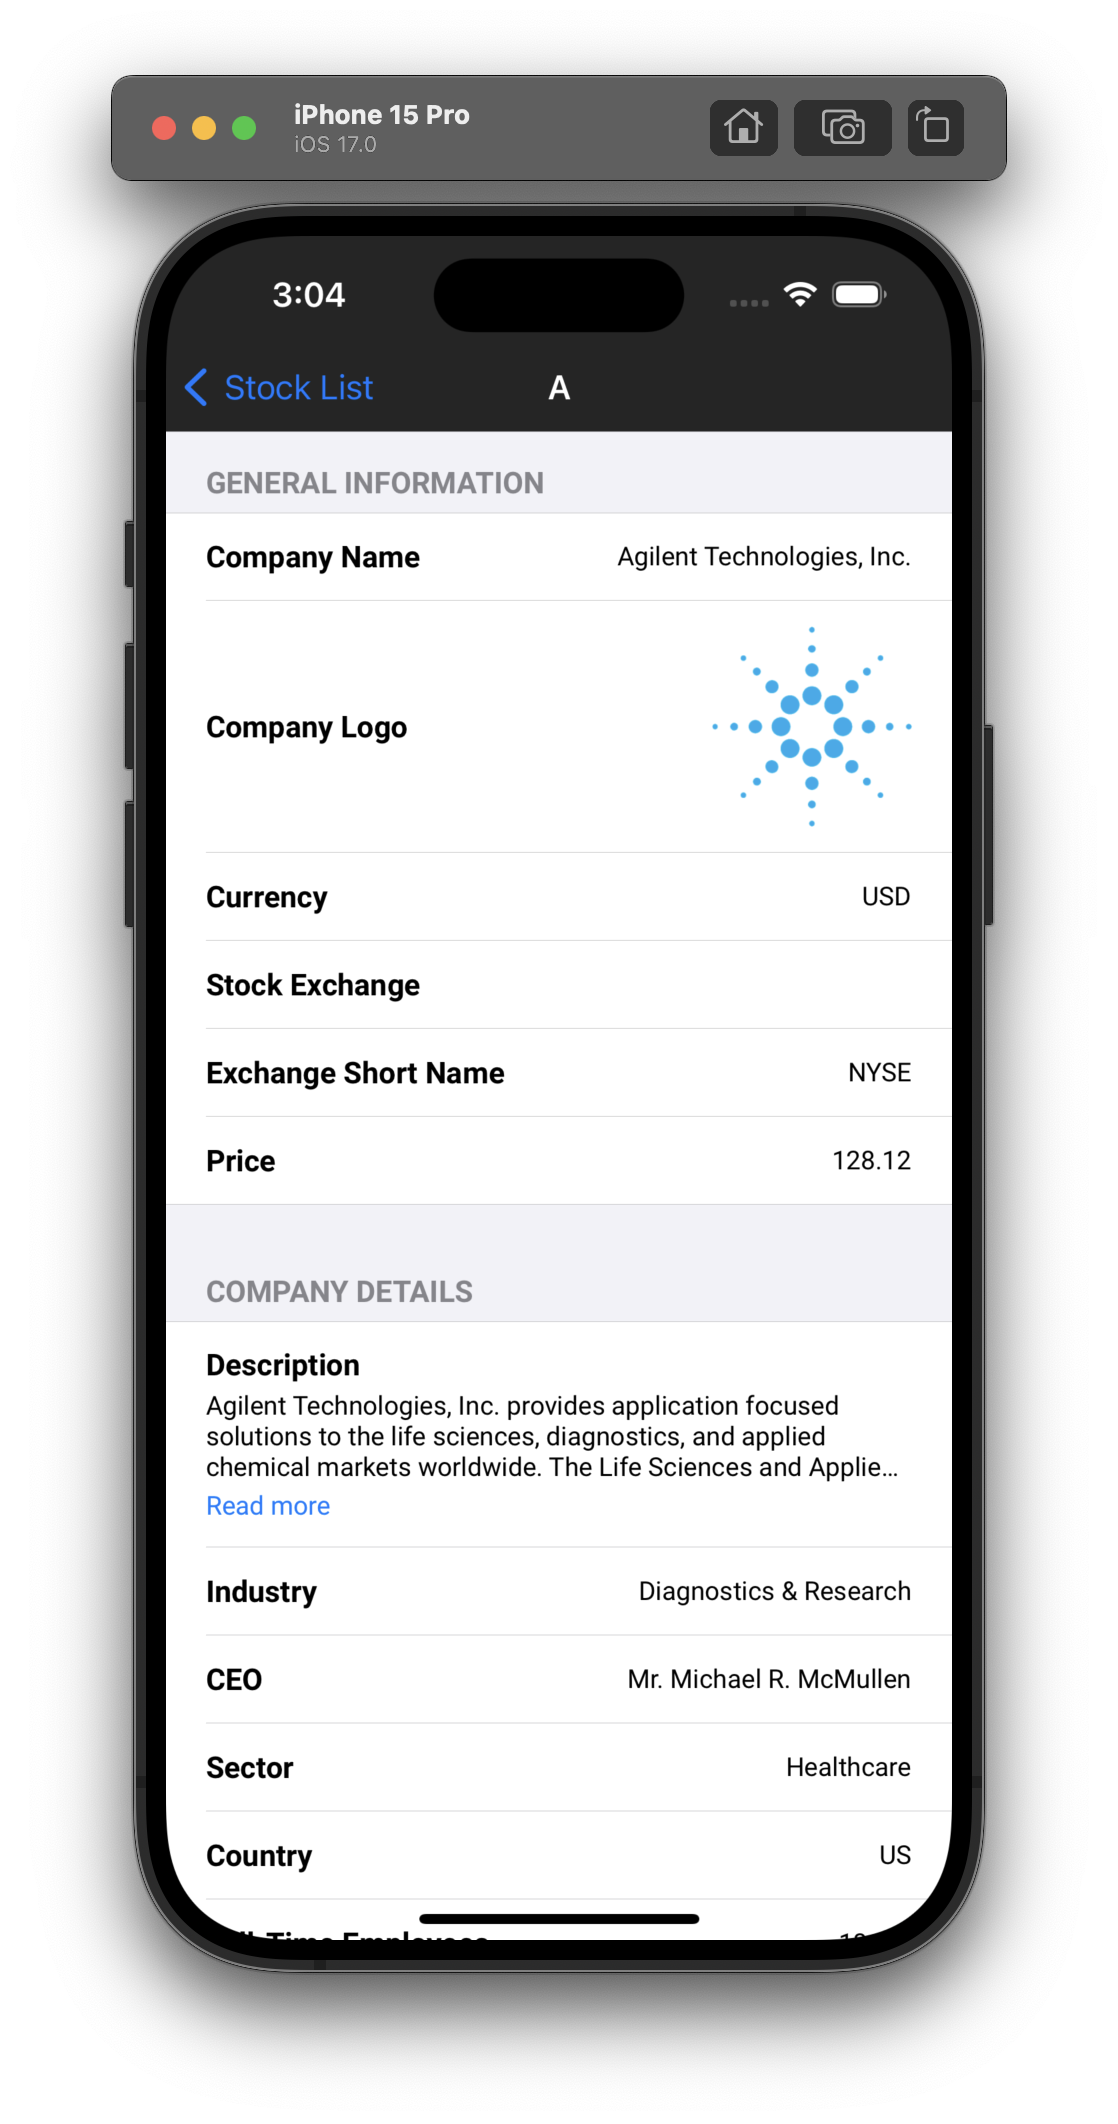 iPhone 15 Pro
iOS 17.0
3:04
Stock List
A
GENERAL INFORMATION
Company Name
Agilent Technologies, Inc.
Company Logo
Currency
USD
Stock Exchange
Exchange Short Name
NYSE
Price
128.12
COMPANY DETAILS
Description
Agilent Technologies, Inc. provides application focused
solutions to the life sciences, diagnostics, and applied
chemical markets worldwide. The Life Sciences and Applie…
Read more
Industry
Diagnostics & Research
CEO
Mr. Michael R. McMullen
Sector
Healthcare
Country
US
Time Employees